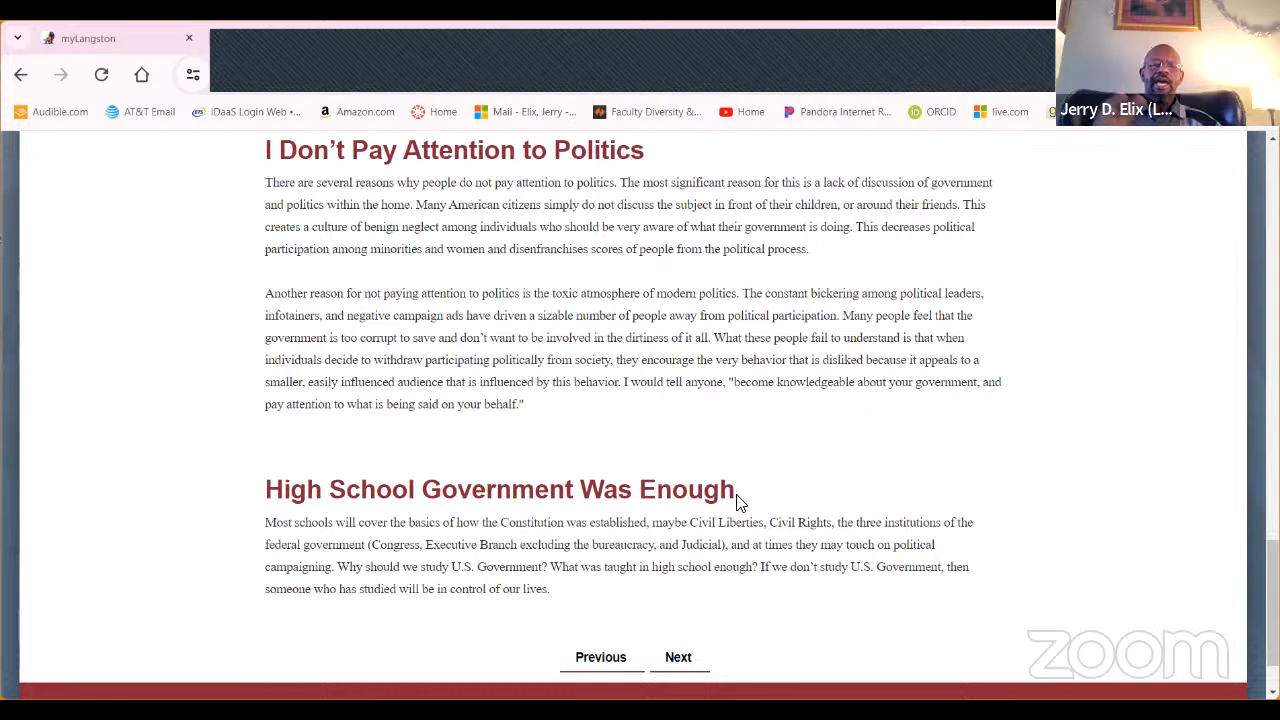 myLangston
Audible.com
AT&T Email
IDaaS Login Web •...
Amazon.com
Home
Mail - Elix, Jerry -...
Faculty Diversity &...
Home
Pandora Internet R...
ORCID
live.com
Jerry D. Elix (L...
I Don’t Pay Attention to Politics
There are several reasons why people do not pay attention to politics. The most significant reason for this is a lack of discussion of government
and politics within the home. Many American citizens simply do not discuss the subject in front of their children, or around their friends. This
creates a culture of benign neglect among individuals who should be very aware of what their government is doing. This decreases political
participation among minorities and women and disenfranchises scores of people from the political process.
Another reason for not paying attention to politics is the toxic atmosphere of modern politics. The constant bickering among political leaders,
infotainers, and negative campaign ads have driven a sizable number of people away from political participation. Many people feel that the
government is too corrupt to save and don’t want to be involved in the dirtiness of it all. What these people fail to understand is that when
individuals decide to withdraw participating politically from society, they encourage the very behavior that is disliked because it appeals to a
smaller, easily influenced audience that is influenced by this behavior. I would tell anyone, "become knowledgeable about your government, and
pay attention to what is being said on your behalf."
High School Government Was Enough
Most schools will cover the basics of how the Constitution was established, maybe Civil Liberties, Civil Rights, the three institutions of the
federal government (Congress, Executive Branch excluding the bureaucracy, and Judicial), and at times they may touch on political
campaigning. Why should we study U.S. Government? What was taught in high school enough? If we don’t study U.S. Government, then
someone who has studied will be in control of our lives.
Previous
Next
zoom